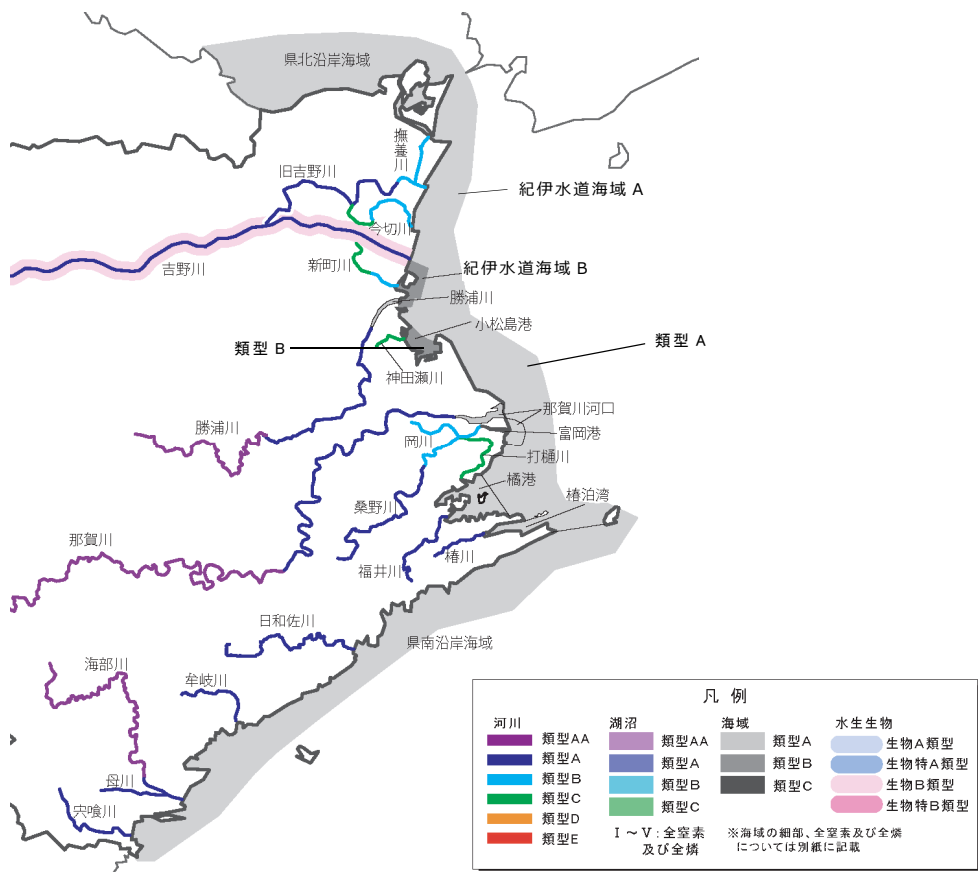 県北沿岸海域
撫養川
旧吉野川
紀伊水道海域 A
今切川
吉野川
新町川
紀伊水道海域 B
勝浦川
小松島港
類型 B
類型 A
神田瀬川
那賀川河口
勝浦川
岡川
富岡港
打樋川
橘港
桑野川
椿泊湾
那賀川
福井川
椿川
日和佐川
県南沿岸海域
海部川
牟岐川
母川
宍喰川
凡 例
河川
類型AA
類型A
類型B
類型C
類型D
類型E
湖沼
類型AA
類型A
類型B
類型C
海域
類型A
類型B
類型C
水生生物
生物A類型
生物特A類型
生物B類型
生物特B類型
I ～ V : 全窒素
及び全燐
※海域の細部、全窒素及び全燐
については別紙に記載